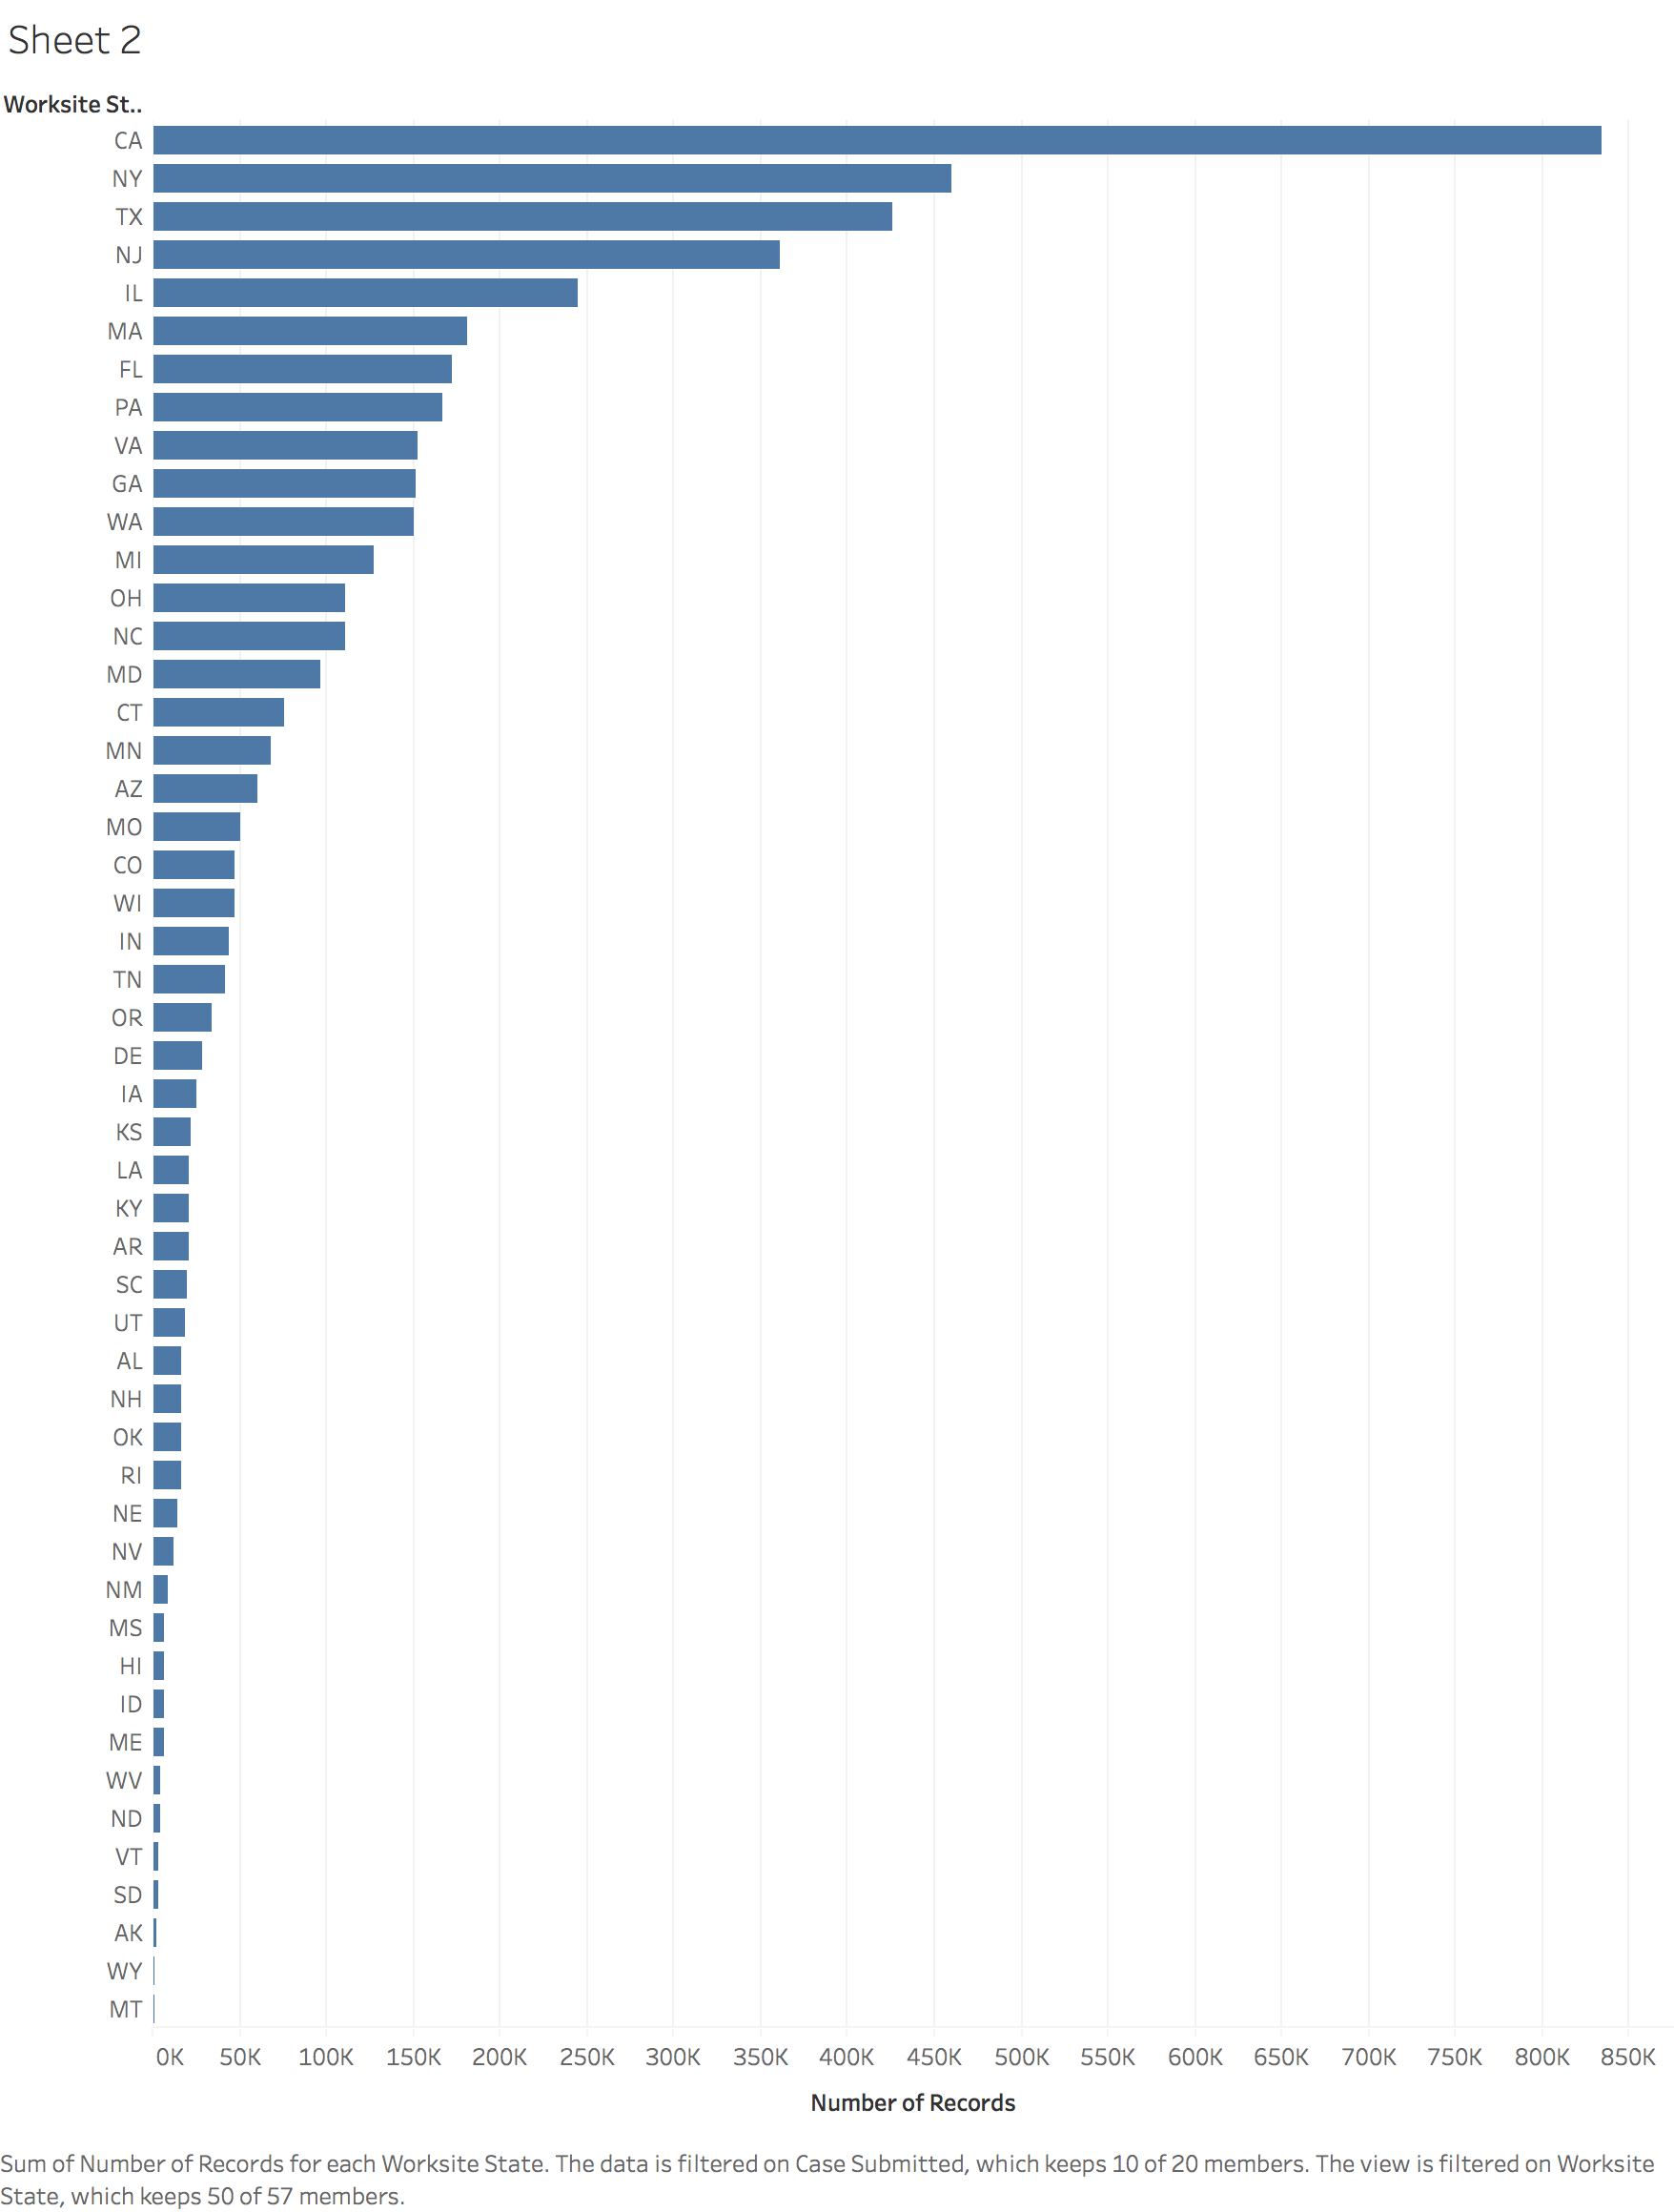 Sheet 2
Worksite St..
CA
NY
TX
NJ
IL
MA
FL
PA
VA
GA
WA
MI
OH
NC
MD
CT
MN
AZ
MO
CO
WI
IN
TN
OR
DE
IA
KS
LA
KY
AR
SC
UT
AL
NH
OK
RI
NE
NV
NM
MS
HI
ID
ME
WV
ND
VT
SD
AK
WY
MT
0K 50K 100K 150K 200K 250K 300K 350K 400K 450K 500K 550K 600K 650K 700K 750K 800K 850K
Number of Records
Sum of Number of Records for each Worksite State. The data is filtered on Case Submitted, which keeps 10 of 20 members. The view is filtered on Worksite
State, which keeps 50 of 57 members.